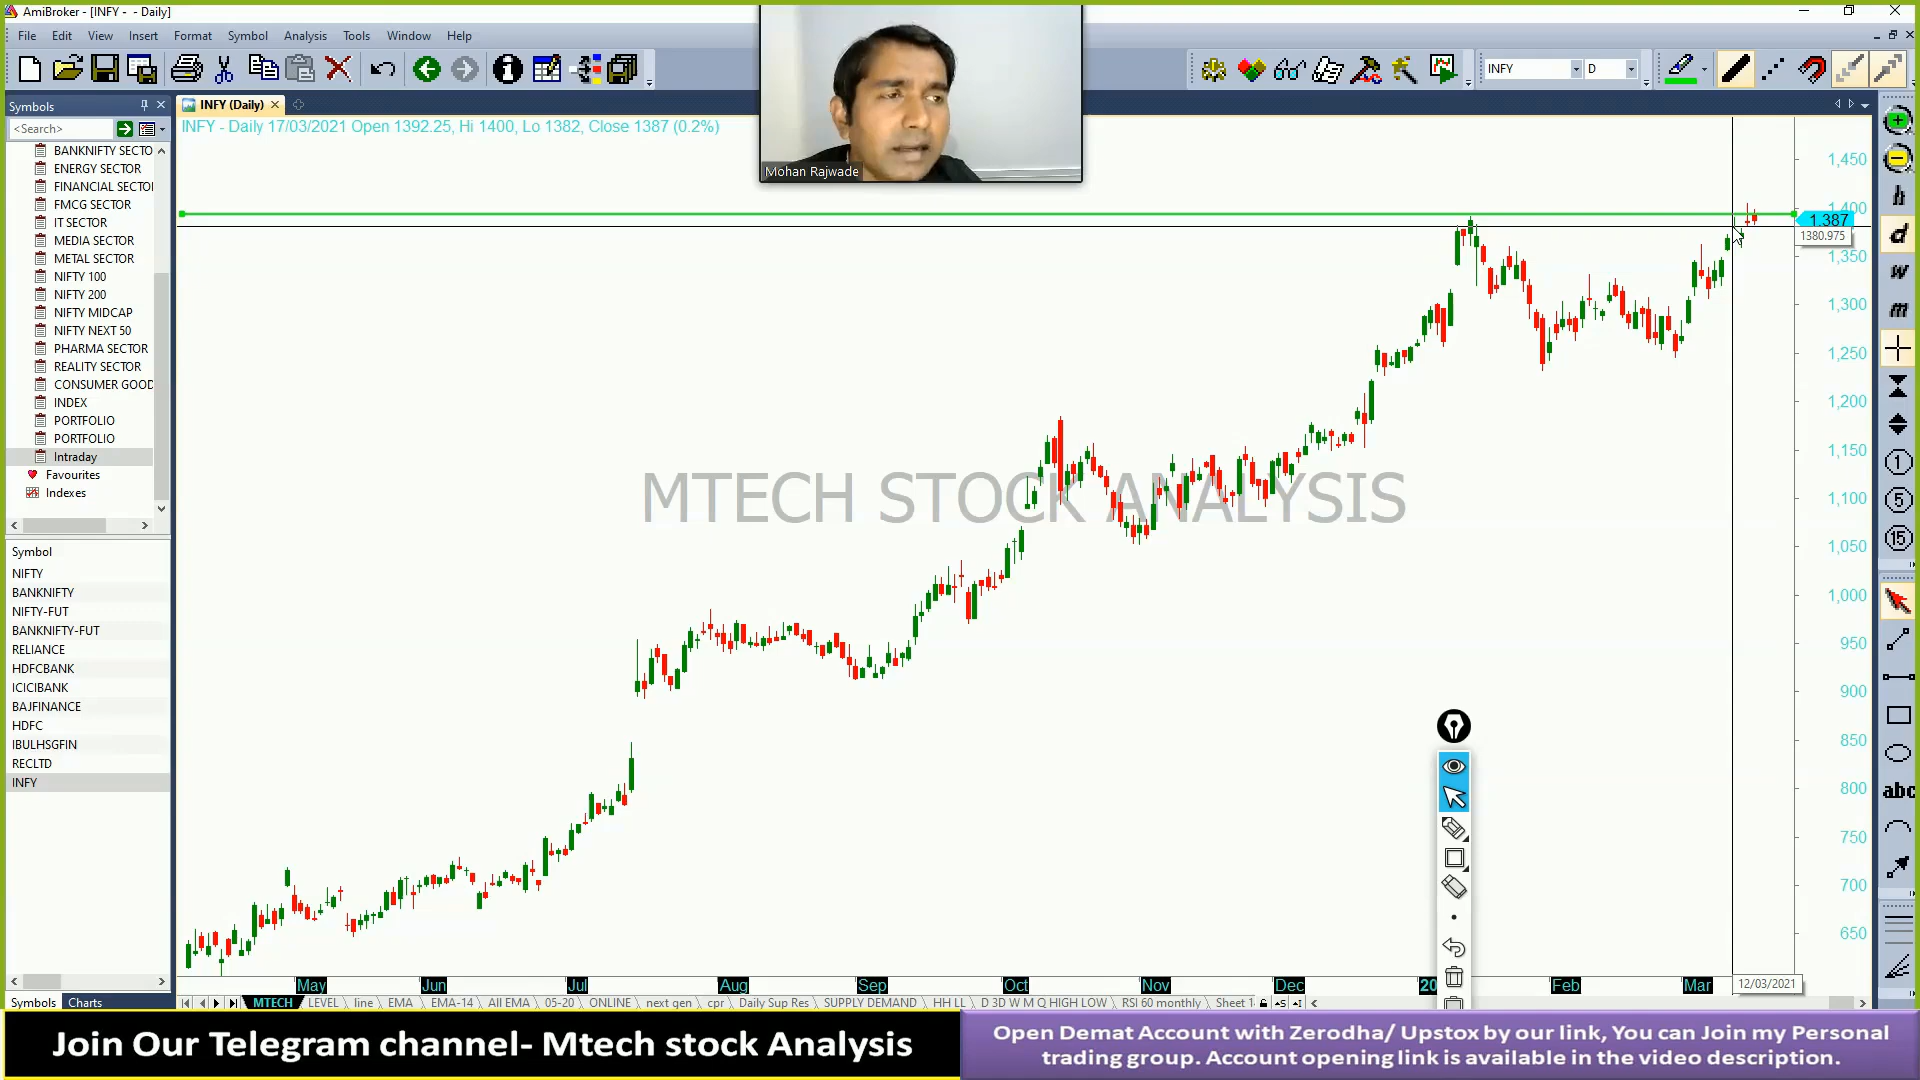 AmiBroker - [INFY - - Daily]
File Edit View Insert Format Symbol Analysis Tools Window Help
INFY D
Symbols
INFY (Daily)
<Search>
INFY - Daily 17/03/2021 Open 1392.25, Hi 1400, Lo 1382, Close 1387 (0.2%)
Mohan Rajwade
BANKNIFTY SECTO
ENERGY SECTOR
FINANCIAL SECTOI
FMCG SECTOR
IT SECTOR
MEDIA SECTOR
METAL SECTOR
NIFTY 100
NIFTY 200
NIFTY MIDCAP
NIFTY NEXT 50
PHARMA SECTOR
REALITY SECTOR
CONSUMER GOOD
INDEX
PORTFOLIO
PORTFOLIO
Intraday
Favourites
Indexes
Symbol
NIFTY
BANKNIFTY
NIFTY-FUT
BANKNIFTY-FUT
RELIANCE
HDFCBANK
ICICIBANK
BAJFINANCE
HDFC
IBULHSGFIN
RECLTD
INFY
Symbols Charts
MTECH STOCK ANALYSIS
1,450
1,400
1,387
1380.975
1,350
1,300
1,250
1,200
1,150
1,100
1,050
1,000
950
900
850
800
750
700
650
h
d
w
m
1
5
15
abc
May Jun Jul Aug Sep Oct Nov Dec 20 Feb Mar 12/03/2021
MTECH LEVEL line EMA EMA-14 All EMA 05-20 ONLINE next gen cpr Daily Sup Res SUPPLY DEMAND HH LL D 3D W M Q HIGH LOW RSI 60 monthly Sheet 1
Join Our Telegram channel- Mtech stock Analysis
Open Demat Account with Zerodha/ Upstox by our link, You can Join my Personal
trading group. Account opening link is available in the video description.